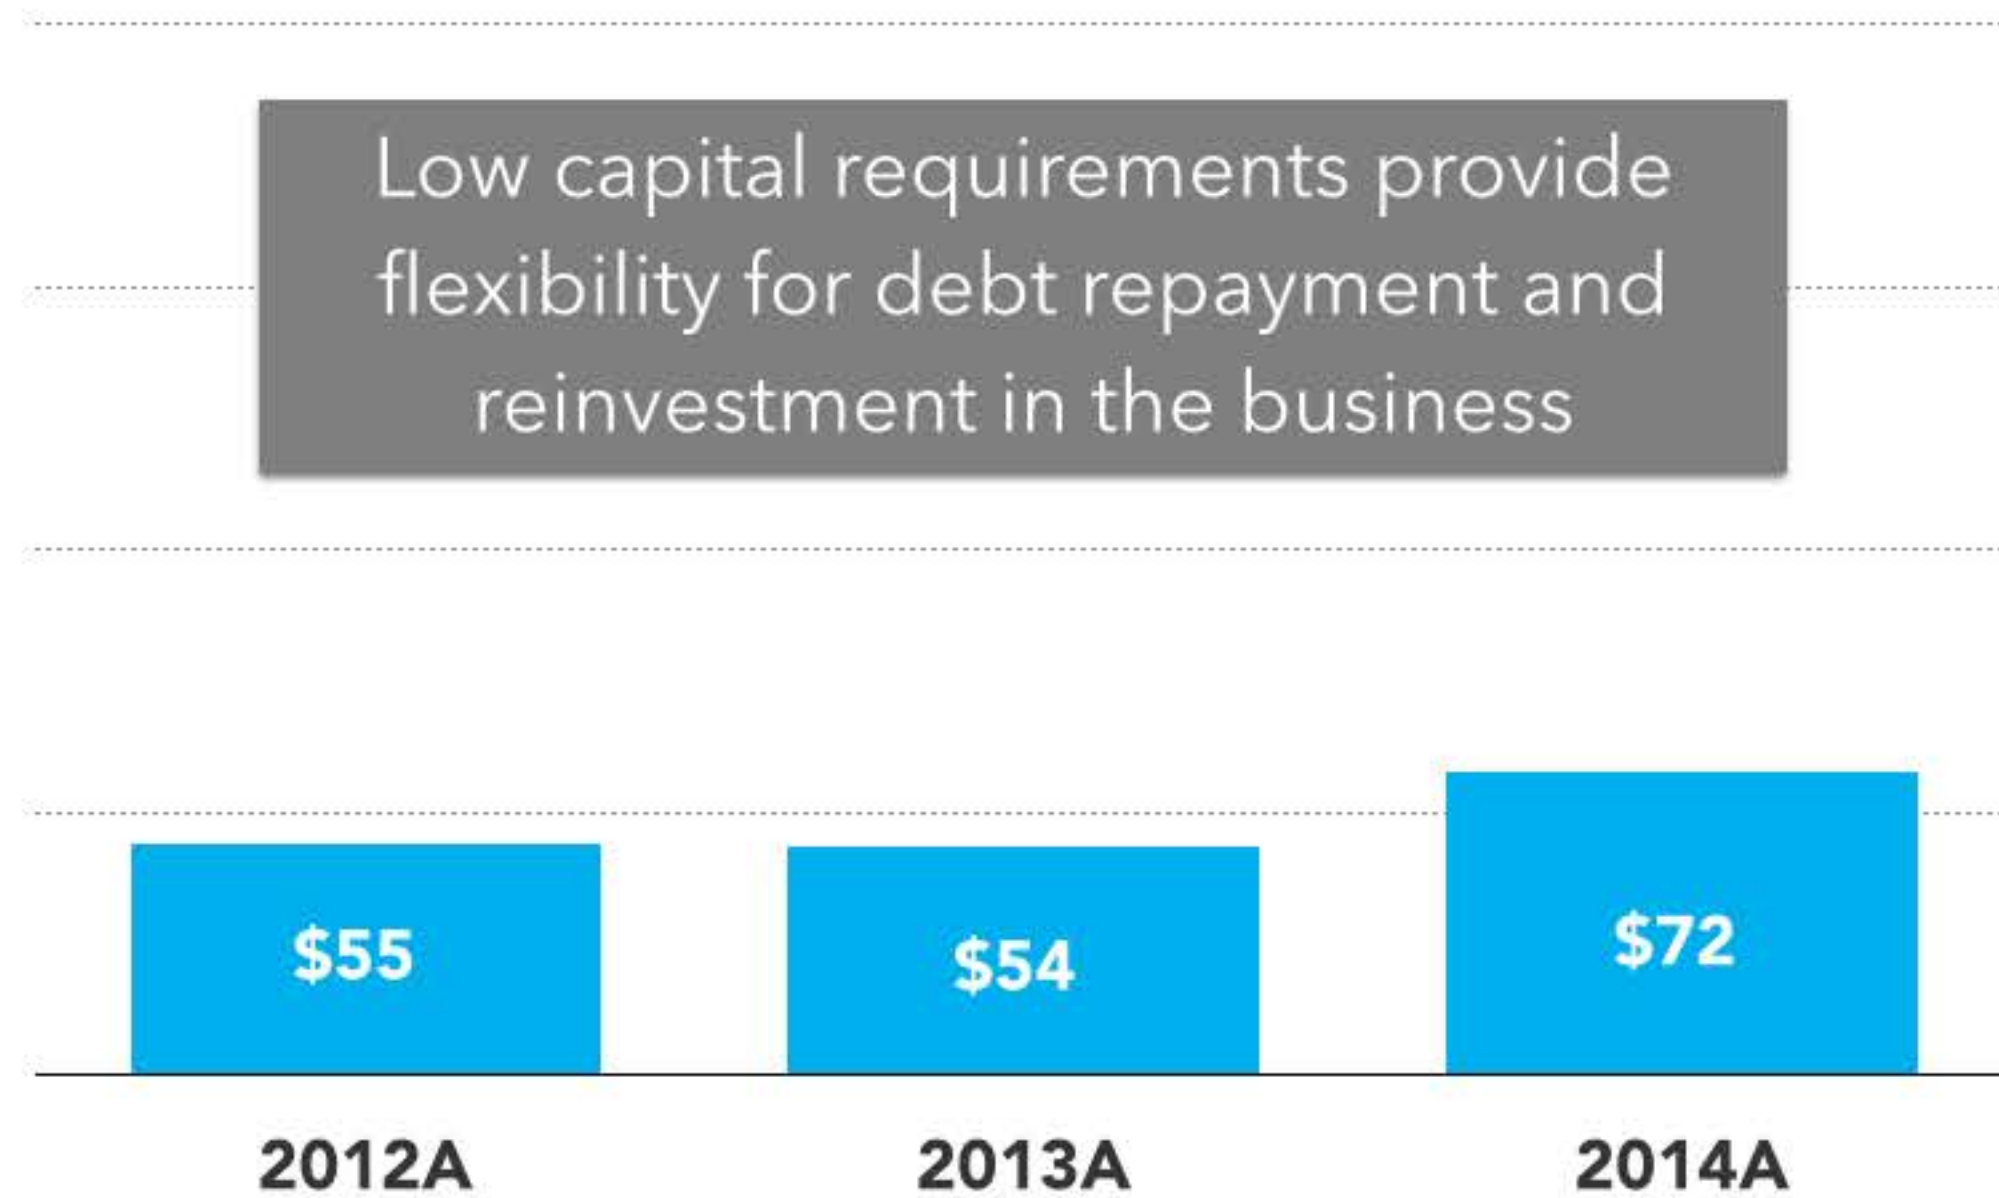 Low capital requirements provide
flexibility for debt repayment and
reinvestment in the business
$55
$54
$72
2012A
2013A
2014A